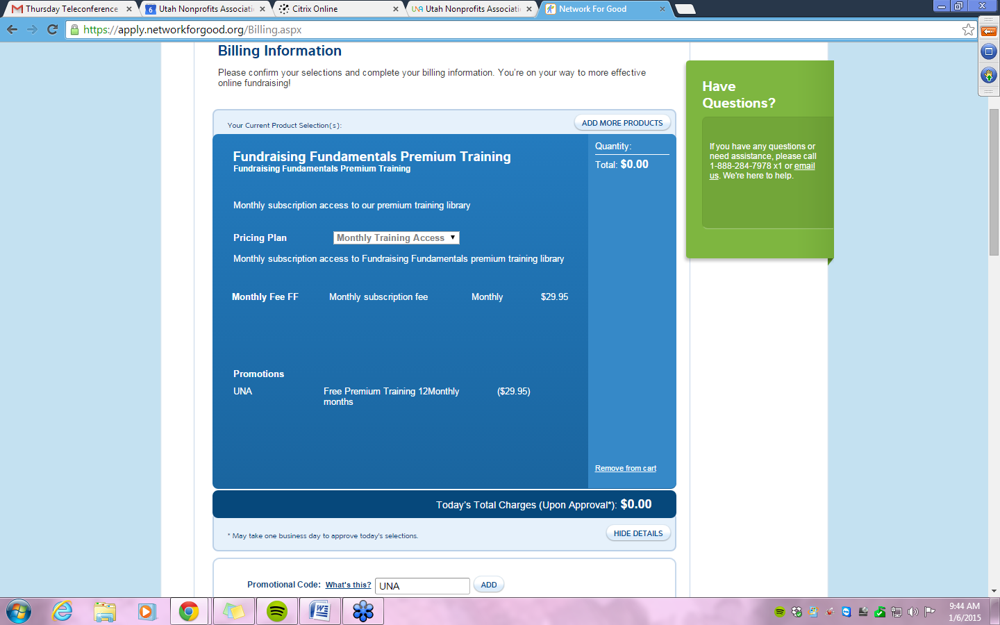 Thursday Teleconference
6 Utah Nonprofits Associati
Citrix Online
UNA Utah Nonprofits Associati
Network For Good
https://apply.networkforgood.org/Billing.aspx
Billing Information
Please confirm your selections and complete your billing information. You're on your way to more effective
online fundraising!
Have
Questions?
If you have any questions or
need assistance, please call
1-888-284-7978 x1 or email
us. We're here to help.
Your Current Product Selection(s):
ADD MORE PRODUCTS
Fundraising Fundamentals Premium Training
Fundraising Fundamentals Premium Training
Quantity:
Total: $0.00
Monthly subscription access to our premium training library
Pricing Plan Monthly Training Access
Monthly subscription access to Fundraising Fundamentals premium training library
Monthly Fee FF Monthly subscription fee Monthly $29.95
Promotions
UNA Free Premium Training 12Monthly ($29.95)
months
Remove from cart
Today's Total Charges (Upon Approval*): $0.00
* May take one business day to approve today's selections.
HIDE DETAILS
Promotional Code: What's this? UNA ADD
9:44 AM
1/6/2015